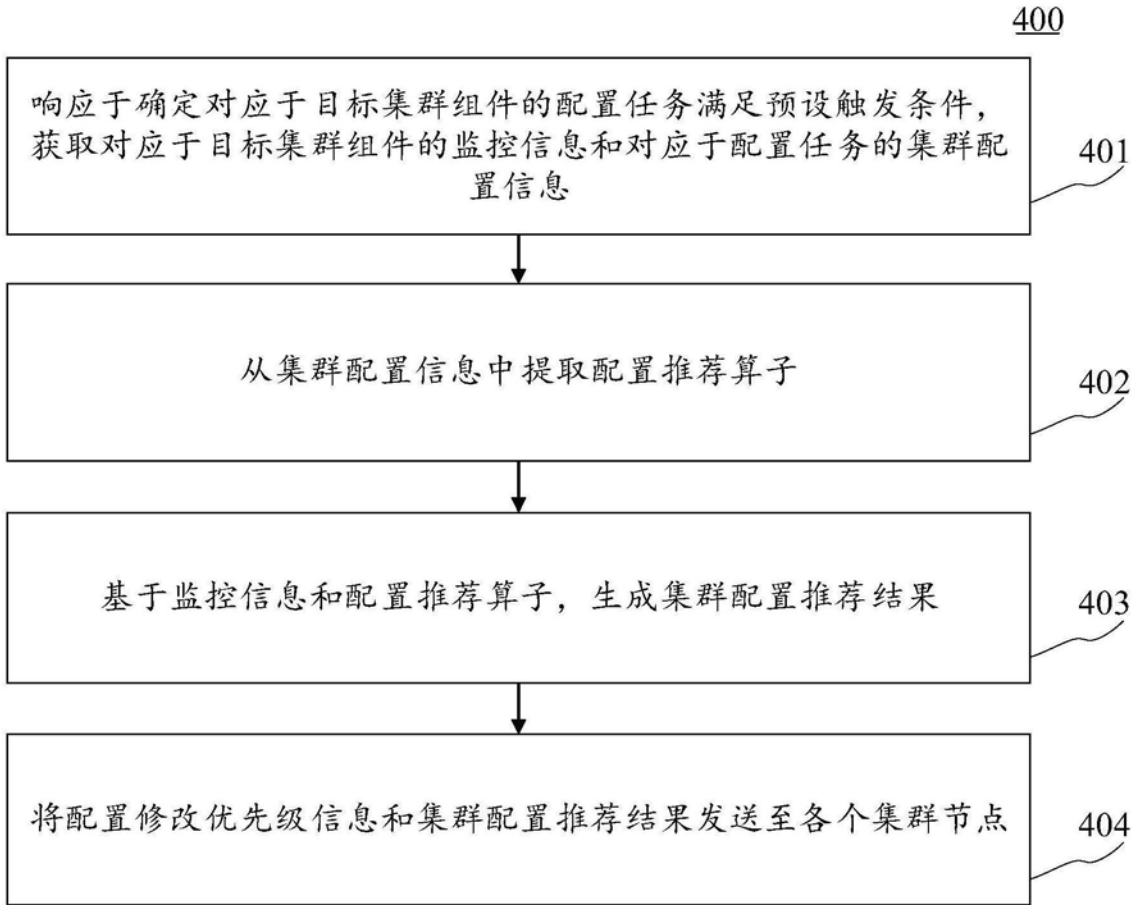 400
响应于确定对应于目标集群组件的配置任务满足预设触发条件,
获取对应于目标集群组件的监控信息和对应于配置任务的集群配
置信息
401
从集群配置信息中提取配置推荐算子
402
基于监控信息和配置推荐算子, 生成集群配置推荐结果
403
将配置修改优先级信息和集群配置推荐结果发送至各个集群节点
404